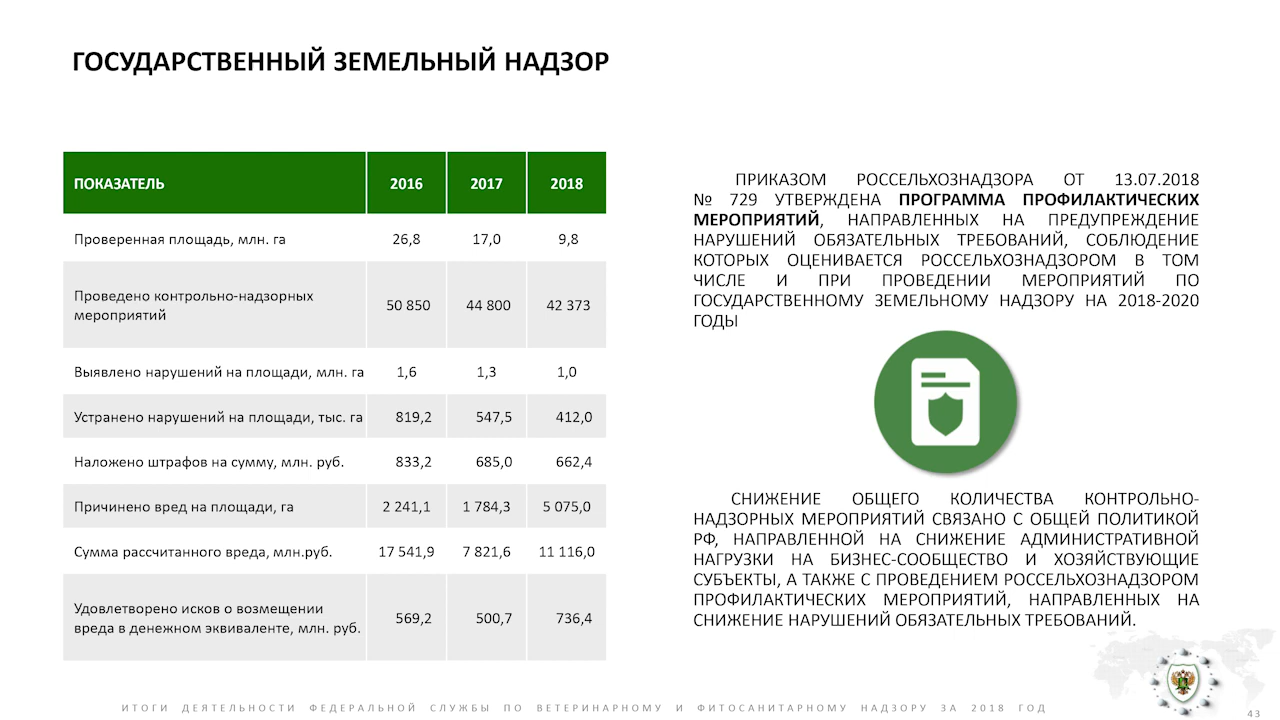 ГОСУДАРСТВЕННЫЙ ЗЕМЕЛЬНЫЙ НАДЗОР
ПОКАЗАТЕЛЬ 2016 2017 2018
Проверенная площадь, млн. га 26,8 17,0 9,8
Проведено контрольно-надзорных
мероприятий 50 850 44 800 42 373
Выявлено нарушений на площади, млн. га 1,6 1,3 1,0
Устранено нарушений на площади, тыс. га 819,2 547,5 412,0
Наложено штрафов на сумму, млн. руб. 833,2 685,0 662,4
Причинено вред на площади, га 2 241,1 1 784,3 5 075,0
Сумма рассчитанного вреда, млн.руб. 17 541,9 7 821,6 11 116,0
Удовлетворено исков о возмещении
вреда в денежном эквиваленте, млн. руб. 569,2 500,7 736,4
ПРИКАЗОМ РОССЕЛЬХОЗНАДЗОРА ОТ 13.07.2018
№ 729 УТВЕРЖДЕНА ПРОГРАММА ПРОФИЛАКТИЧЕСКИХ
МЕРОПРИЯТИЙ, НАПРАВЛЕННЫХ НА ПРЕДУПРЕЖДЕНИЕ
НАРУШЕНИЙ ОБЯЗАТЕЛЬНЫХ ТРЕБОВАНИЙ, СОБЛЮДЕНИЕ
КОТОРЫХ ОЦЕНИВАЕТСЯ РОССЕЛЬХОЗНАДЗОРОМ В ТОМ
ЧИСЛЕ И ПРИ ПРОВЕДЕНИИ МЕРОПРИЯТИЙ ПО
ГОСУДАРСТВЕННОМУ ЗЕМЕЛЬНОМУ НАДЗОРУ НА 2018-2020
ГОДЫ
СНИЖЕНИЕ ОБЩЕГО КОЛИЧЕСТВА КОНТРОЛЬНО-
НАДЗОРНЫХ МЕРОПРИЯТИЙ СВЯЗАНО С ОБЩЕЙ ПОЛИТИКОЙ
РФ, НАПРАВЛЕННОЙ НА СНИЖЕНИЕ АДМИНИСТРАТИВНОЙ
НАГРУЗКИ НА БИЗНЕС-СООБЩЕСТВО И ХОЗЯЙСТВУЮЩИЕ
СУБЪЕКТЫ, А ТАКЖЕ С ПРОВЕДЕНИЕМ РОССЕЛЬХОЗНАДЗОРОМ
ПРОФИЛАКТИЧЕСКИХ МЕРОПРИЯТИЙ, НАПРАВЛЕННЫХ НА
СНИЖЕНИЕ НАРУШЕНИЙ ОБЯЗАТЕЛЬНЫХ ТРЕБОВАНИЙ.
ИТОГИ ДЕЯТЕЛЬНОСТИ ФЕДЕРАЛЬНОЙ СЛУЖБЫ ПО ВЕТЕРИНАРНОМУ И ФИТОСАНИТАРНОМУ НАДЗОРУ ЗА 2018 ГОД
43